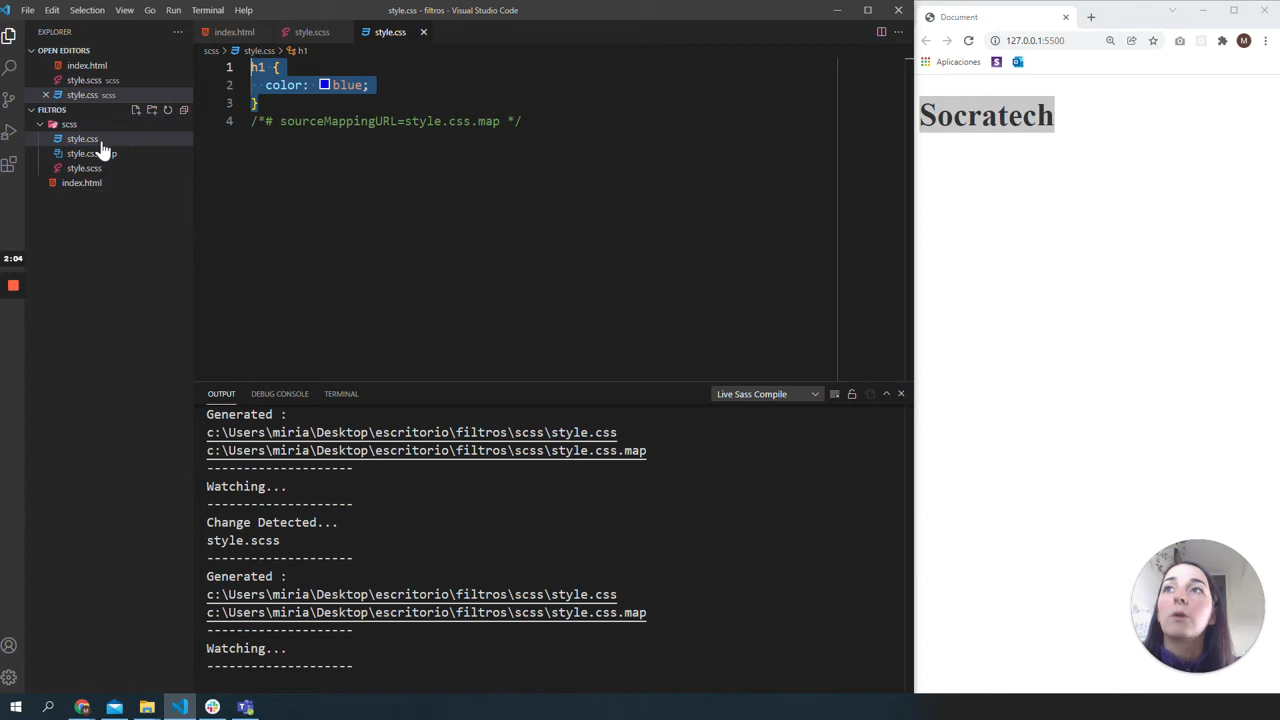 File Edit Selection View Go Run Terminal Help
style.css - filtros - Visual Studio Code
EXPLORER
OPEN EDITORS
index.html
style.scss scss
style.css scss
FILTROS
scss
style.css
style.scss
index.html
2:04
index.html
style.scss
style.css
scss > style.css > h1
1 h1 {
2 color: blue;
3 }
4 /*# sourceMappingURL=style.css.map */
OUTPUT DEBUG CONSOLE TERMINAL
Live Sass Compile
Generated :
c:\Users\miria\Desktop\escritorio\filtros\scss\style.css
c:\Users\miria\Desktop\escritorio\filtros\scss\style.css.map
--------------------
Watching...
--------------------
Change Detected...
style.scss
--------------------
Generated :
c:\Users\miria\Desktop\escritorio\filtros\scss\style.css
c:\Users\miria\Desktop\escritorio\filtros\scss\style.css.map
--------------------
Watching...
--------------------
Document
127.0.0.1:5500
M
Aplicaciones
Socratech